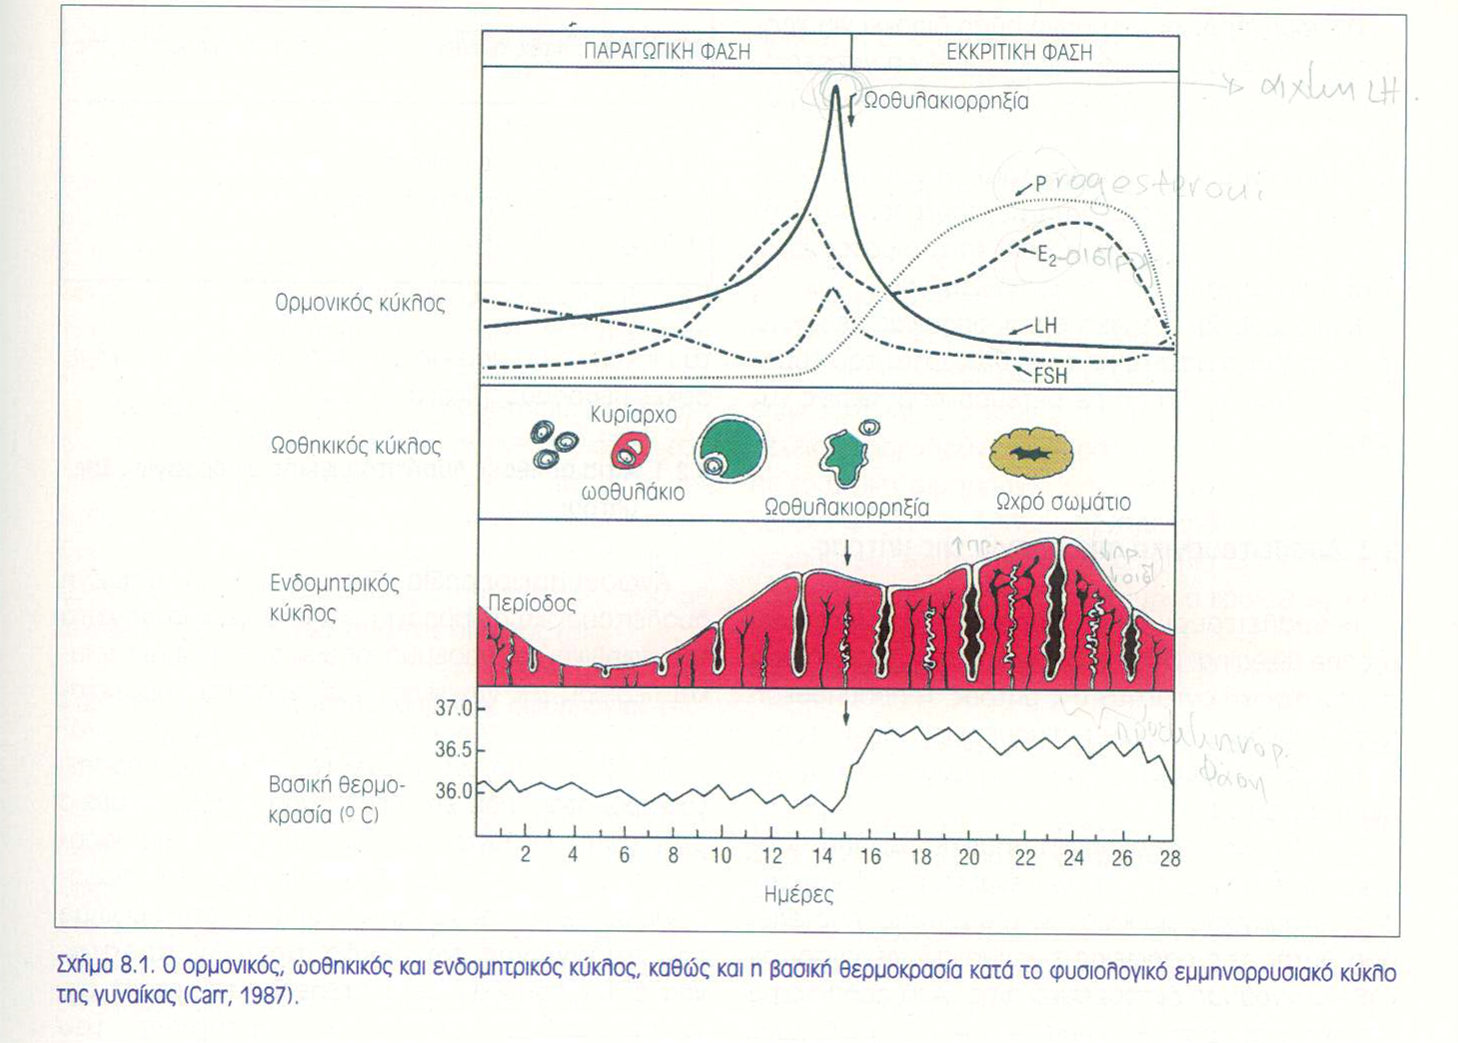 ΠΑΡΑΓΩΓΙΚΗ ΦΑΣΗ
ΕΚΚΡΙΤΙΚΗ ΦΑΣΗ
Ωοθυλακιορρηξία
αιχμη LH.
Progesteroni
P
E2
LH
FSH
Ορμονικός κύκλος
Ωοθηκικός κύκλος
Κυρίαρχο
ωοθυλάκιο
Ωοθυλακιορρηξία
Ωχρό σωμάτιο
Ενδομητρικός
κύκλος
Περίοδος
37.0
36.5
36.0
Βασική θερμο-
κρασία (º C)
2 4 6 8 10 12 14 16 18 20 22 24 26 28
Ημέρες
Σχήμα 8.1. Ο ορμονικός, ωοθηκικός και ενδομητρικός κύκλος, καθώς και η βασική θερμοκρασία κατά το φυσιολογικό εμμηνορρυσιακό κύκλο
της γυναίκας (Carr, 1987).